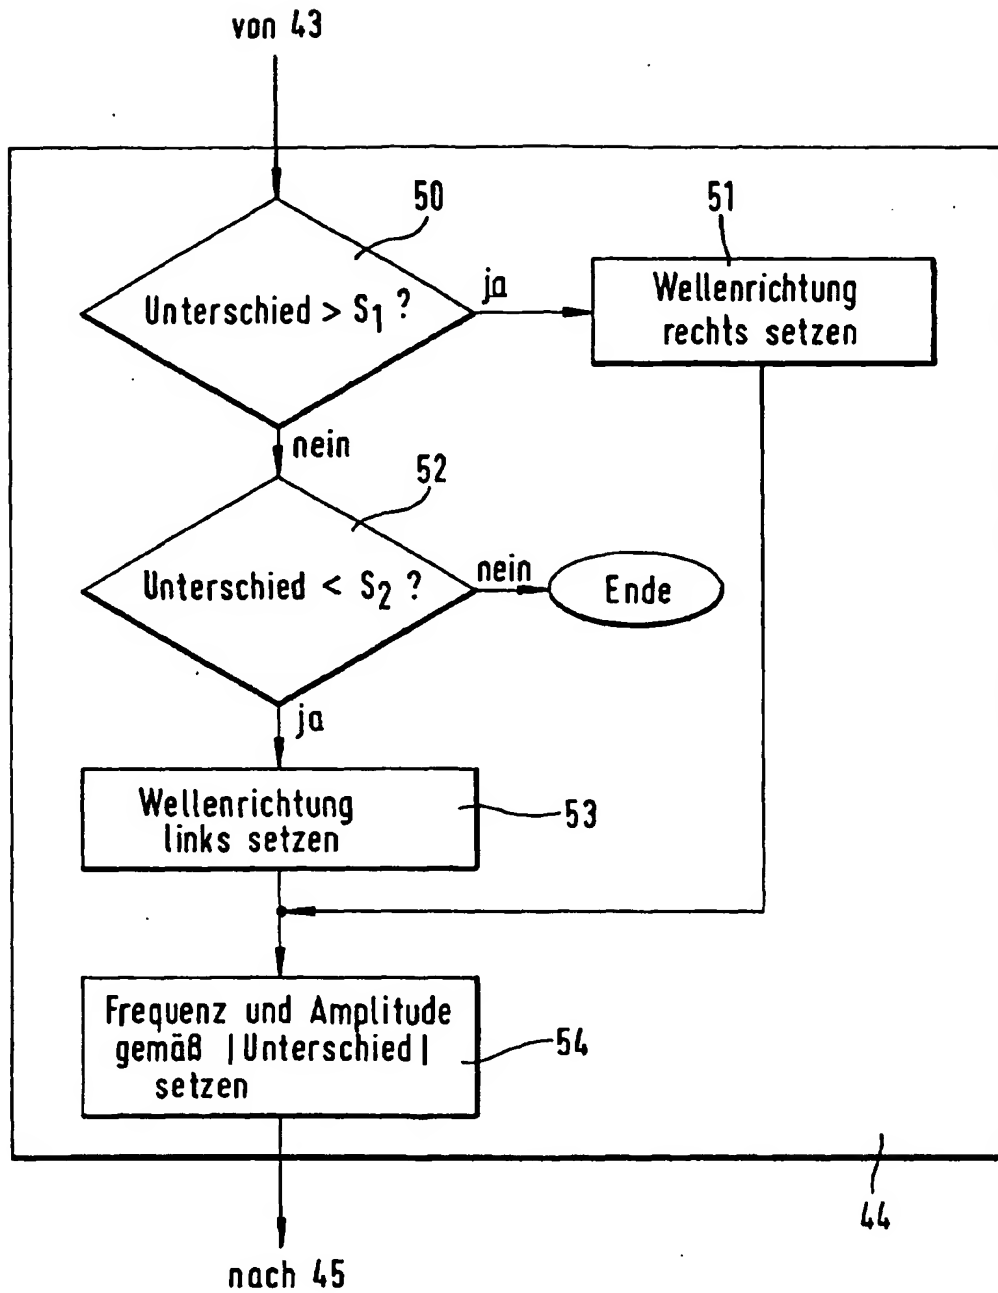 von 43
50
51
Unterschied > S1 ?
ja
Wellenrichtung
rechts setzen
nein
52
Unterschied < S2 ?
nein
Ende
ja
Wellenrichtung
links setzen
53
Frequenz und Amplitude
gemäß |Unterschied|
setzen
54
44
nach 45